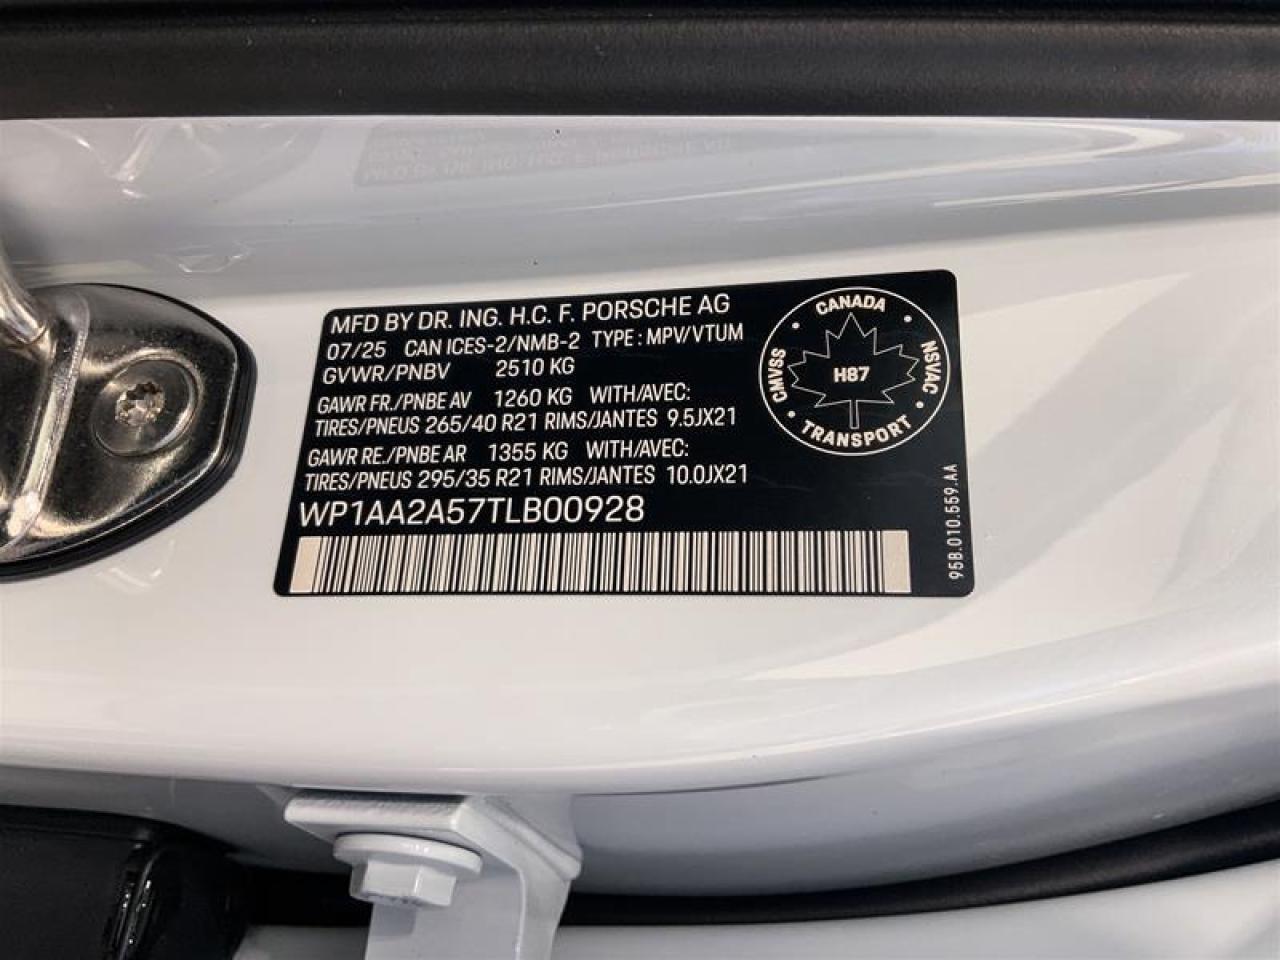 MFD BY DR. ING. H.C. F. PORSCHE AG
07/25 CAN ICES-2/NMB-2 TYPE : MPV/VTUM
GVWR/PNBV 2510 KG
GAWR FR./PNBE AV 1260 KG WITH/AVEC:
TIRES/PNEUS 265/40 R21 RIMS/JANTES 9.5JX21
GAWR RE./PNBE AR 1355 KG WITH/AVEC:
TIRES/PNEUS 295/35 R21 RIMS/JANTES 10.0JX21
WP1AA2A57TLB00928
CANADA
CMVSS
H87
NSVAC
TRANSPORT
95B.010.559.AA